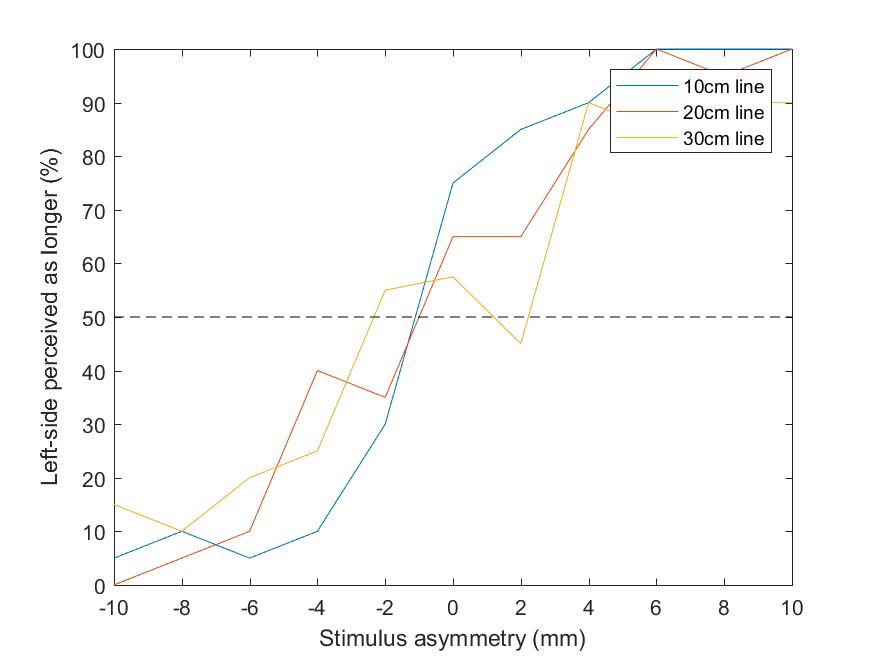 100
90
80
70
60
50
40
30
20
10
0
Left-side perceived as longer (%)
10cm line
20cm line
30cm line
-10 -8 -6 -4 -2 0 2 4 6 8 10
Stimulus asymmetry (mm)